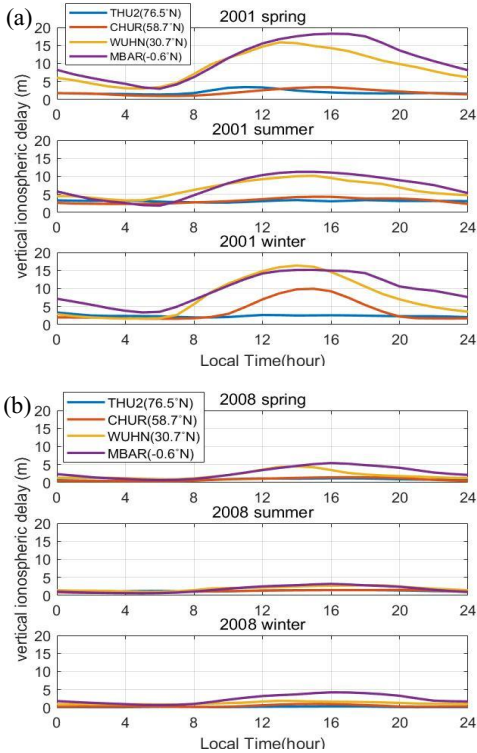 (a)
2001 spring
THU2(76.5°N)
CHUR(58.7°N)
WUHN(30.7°N)
MBAR(-0.6°N)
20
15
10
5
0
0 4 8 12 16 20 24
2001 summer
20
15
10
5
0
0 4 8 12 16 20 24
2001 winter
20
15
10
5
0
0 4 8 12 16 20 24
vertical ionospheric delay (m)
Local Time(hour)
(b)
2008 spring
THU2(76.5°N)
CHUR(58.7°N)
WUHN(30.7°N)
MBAR(-0.6°N)
20
15
10
5
0
0 4 8 12 16 20 24
2008 summer
20
15
10
5
0
0 4 8 12 16 20 24
2008 winter
20
15
10
5
0
0 4 8 12 16 20 24
vertical ionospheric delay (m)
Local Time(hour)